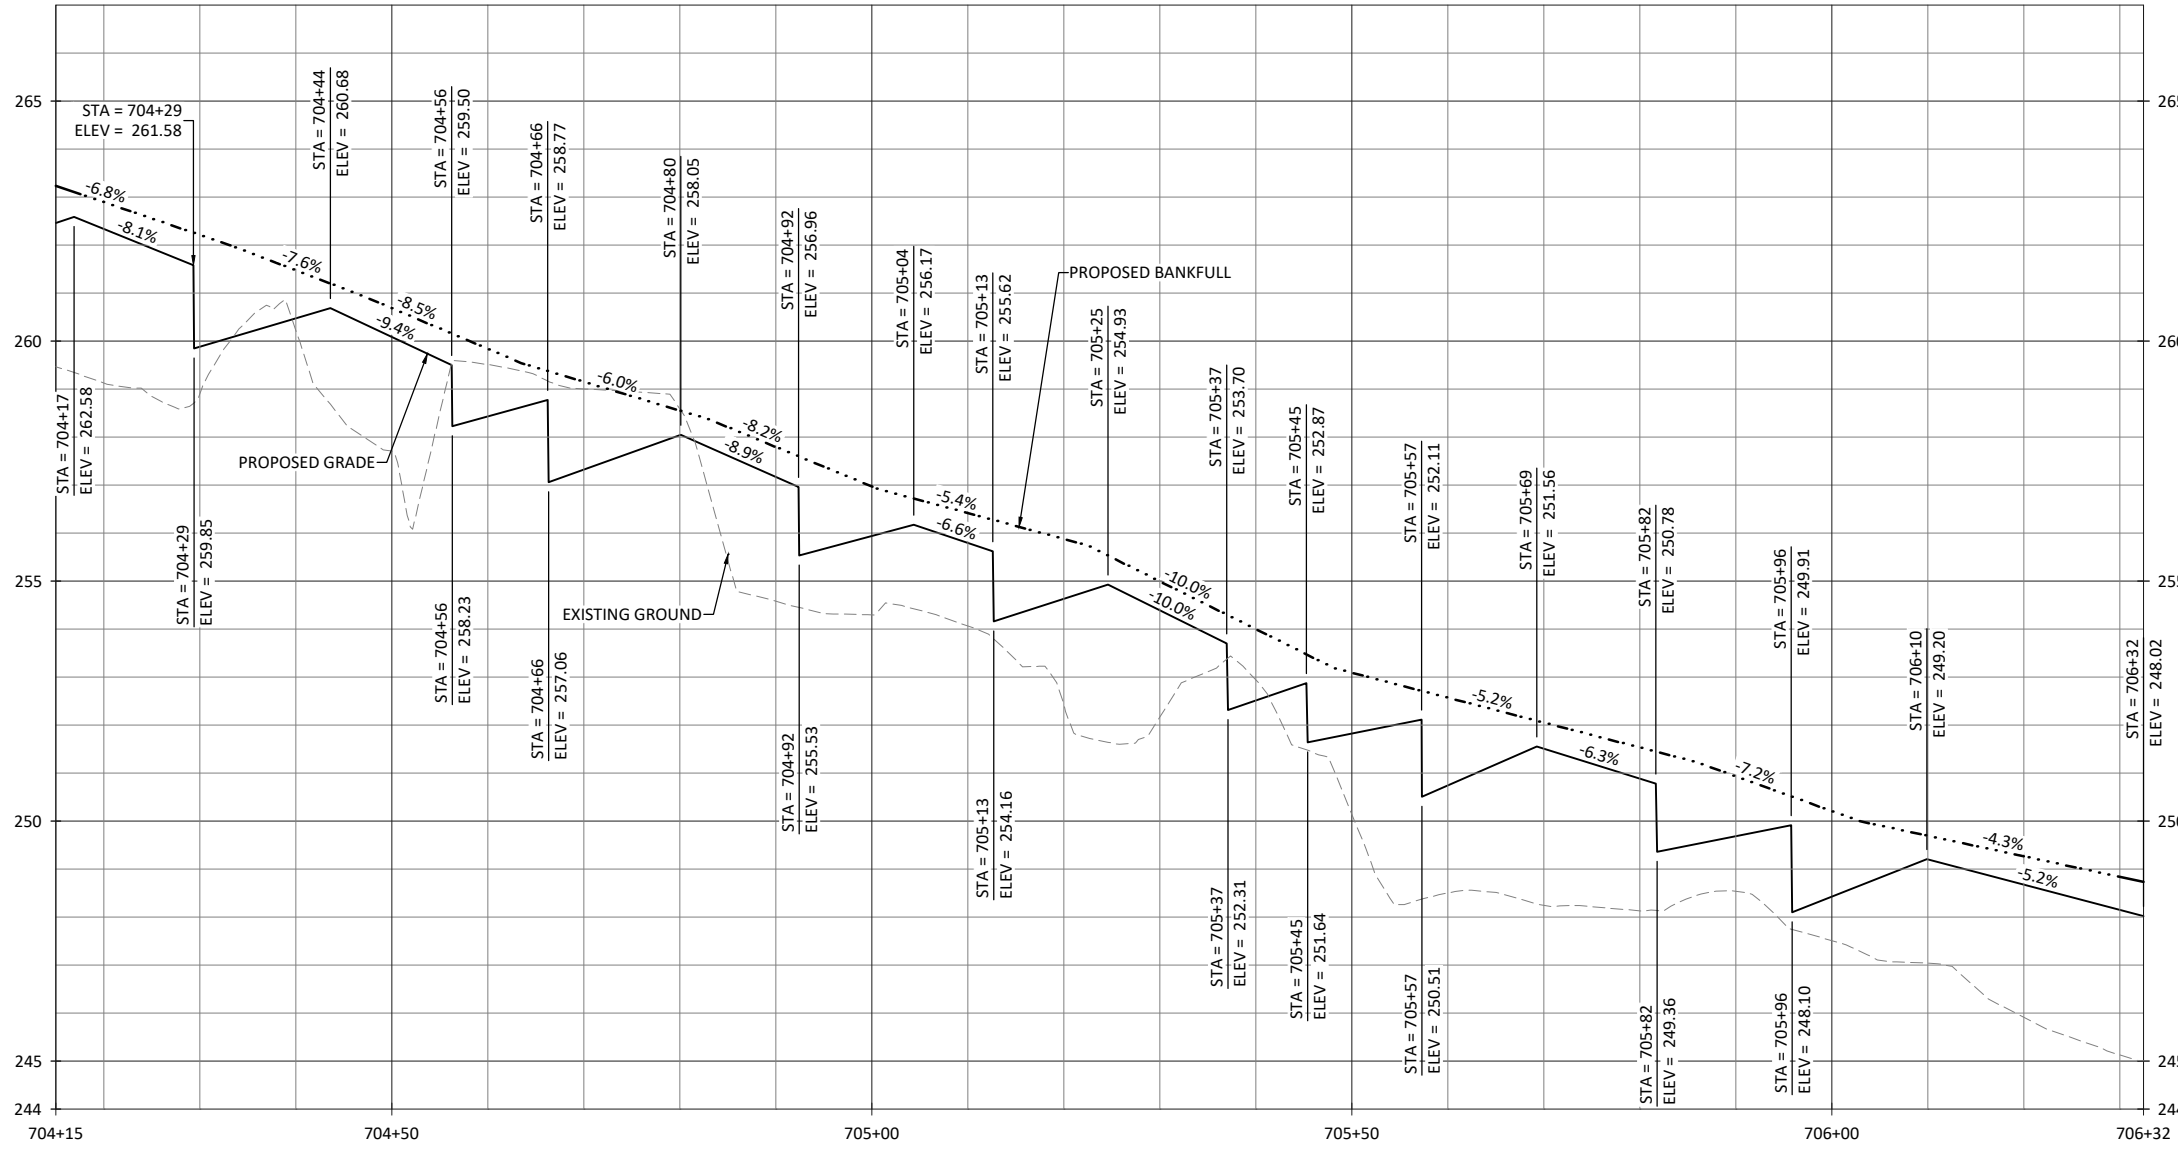 265
260
255
250
245
244
STA = 704+29
ELEV = 261.58
STA = 704+44
ELEV = 260.68
STA = 704+56
ELEV = 259.50
STA = 704+66
ELEV = 258.77
STA = 704+80
ELEV = 258.05
STA = 704+92
ELEV = 256.96
STA = 705+04
ELEV = 256.17
STA = 705+13
ELEV = 255.62
STA = 705+25
ELEV = 254.93
STA = 705+37
ELEV = 253.70
STA = 705+45
ELEV = 252.87
STA = 705+57
ELEV = 252.11
STA = 705+69
ELEV = 251.56
STA = 705+82
ELEV = 250.78
STA = 705+96
ELEV = 249.91
STA = 706+10
ELEV = 249.20
STA = 706+32
ELEV = 248.02
-6.8%
-8.1%
-7.6%
-8.5%
-9.4%
-6.0%
-8.2%
-8.9%
-5.4%
-6.6%
-10.0%
-10.0%
-5.2%
-6.3%
-7.2%
-4.3%
-5.2%
PROPOSED BANKFULL
PROPOSED GRADE
EXISTING GROUND
STA = 704+17
ELEV = 262.58
STA = 704+29
ELEV = 259.85
STA = 704+56
ELEV = 258.23
STA = 704+66
ELEV = 257.06
STA = 704+92
ELEV = 255.53
STA = 705+13
ELEV = 254.16
STA = 705+37
ELEV = 252.31
STA = 705+45
ELEV = 251.64
STA = 705+57
ELEV = 250.51
STA = 705+82
ELEV = 249.36
STA = 705+96
ELEV = 248.10
704+15
704+50
705+00
705+50
706+00
706+32